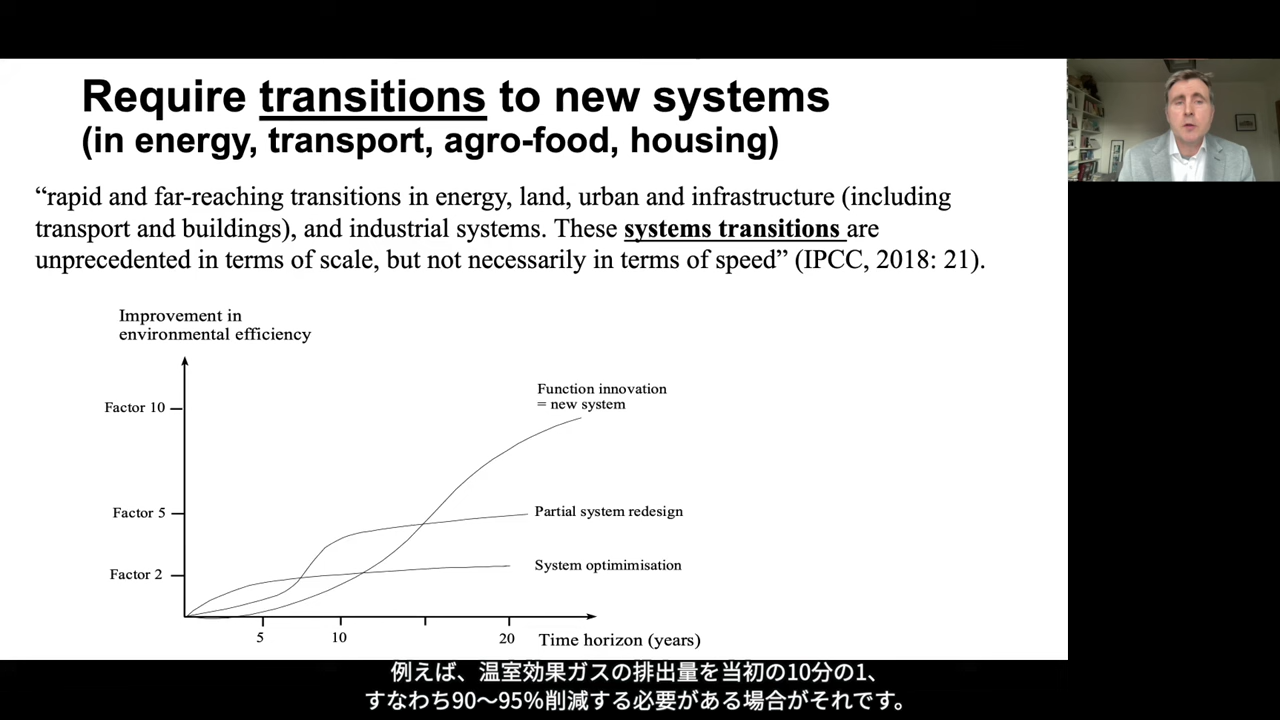 Require transitions to new systems
(in energy, transport, agro-food, housing)
“rapid and far-reaching transitions in energy, land, urban and infrastructure (including
transport and buildings), and industrial systems. These systems transitions are
unprecedented in terms of scale, but not necessarily in terms of speed” (IPCC, 2018: 21).
Improvement in
environmental efficiency
Factor 10
Factor 5
Factor 2
Function innovation
= new system
Partial system redesign
System optimimisation
5
10
20
Time horizon (years)
例えば、温室効果ガスの排出量を当初の10分の1、
すなわち90〜95%削減する必要がある場合がそれです。